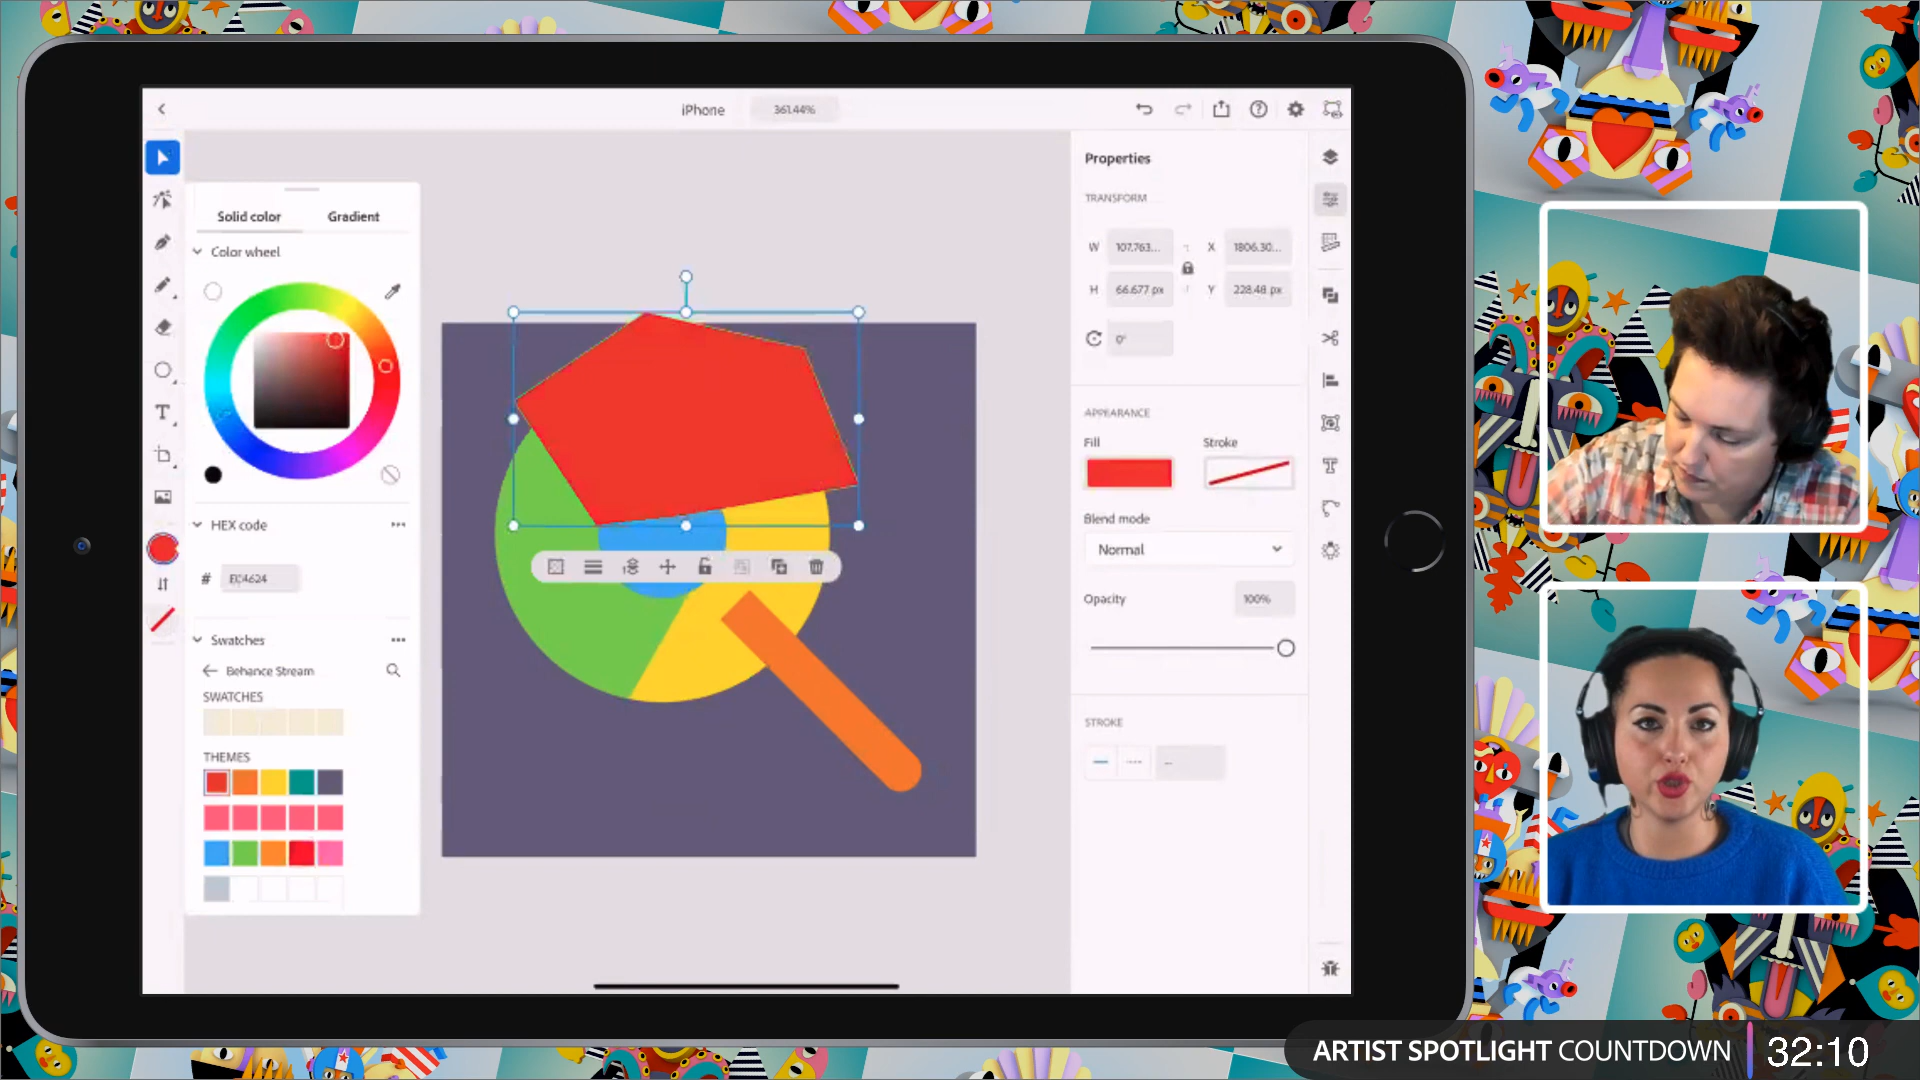 iPhone
361.44%
Solid color
Gradient
Color wheel
HEX code
#
Swatches
Behance Stream
SWATCHES
THEMES
Properties
TRANSFORM
W 107.763... X 1806.30...
H 66.677 px Y 228.48 px
0°
APPEARANCE
Fill
Stroke
Blend mode
Normal
Opacity
100%
STROKE
ARTIST SPOTLIGHT COUNTDOWN
32:10